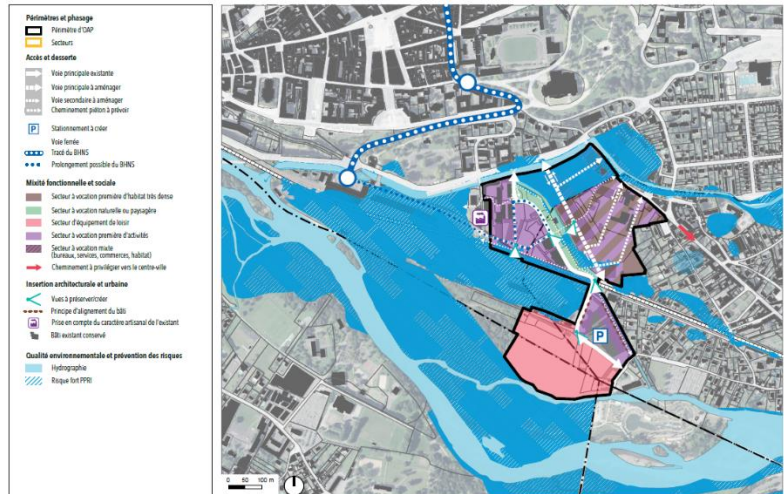 Périmètres et phasage
Périmètre d'OAP
Secteurs
Accès et desserte
Voie principale existante
Voie principale à aménager
Voie secondaire à aménager
Cheminement piéton à prévoir
P
Stationnement à créer
Voie ferrée
Tracé du BHNS
Prolongement possible du BHNS
Mixité fonctionnelle et sociale
Secteur à vocation première d'habitat très dense
Secteur à vocation naturelle ou paysagère
Secteur d'équipement de loisir
Secteur à vocation première d'activités
Secteur à vocation mixte
(bureaux, services, commerces, habitat)
Cheminement à privilégier vers le centre-ville
Insertion architecturale et urbaine
Vues à préserver/créer
Principe d'alignement du bâti
Prise en compte du caractère artisanal de l'existant
Bâti existant conservé
Qualité environnementale et prévention des risques
Hydrographie
Risque fort PPRI
P
0 50 100 m